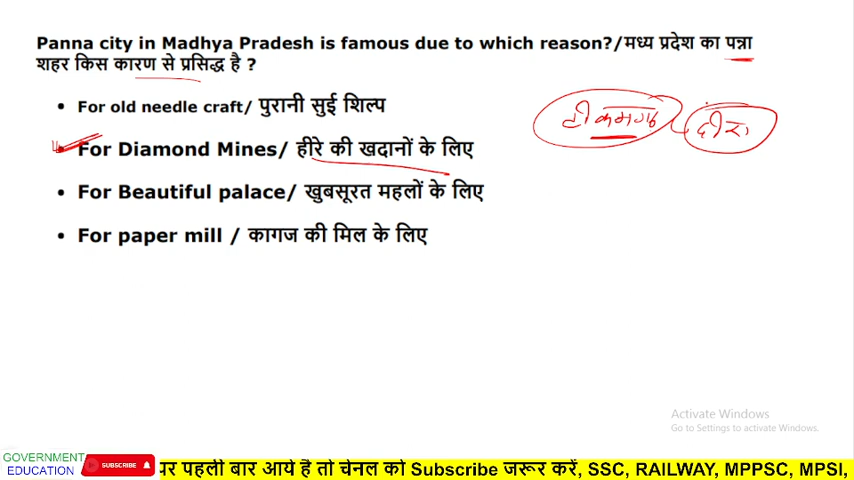 Panna city in Madhya Pradesh is famous due to which reason?/मध्य प्रदेश का पन्ना
शहर किस कारण से प्रसिद्ध है ?
• For old needle craft/ पुरानी सुई शिल्प
• For Diamond Mines/ हीरे की खदानों के लिए
• For Beautiful palace/ खुबसूरत महलों के लिए
• For paper mill / कागज की मिल के लिए
टीकमगढ़
Activate Windows
Go to Settings to activate Windows.
GOVERNMENT
EDUCATION
SUBSCRIBE
पर पहली बार आये है तो चेनल को Subscribe जरूर करें, SSC, RAILWAY, MPPSC, MPSI,